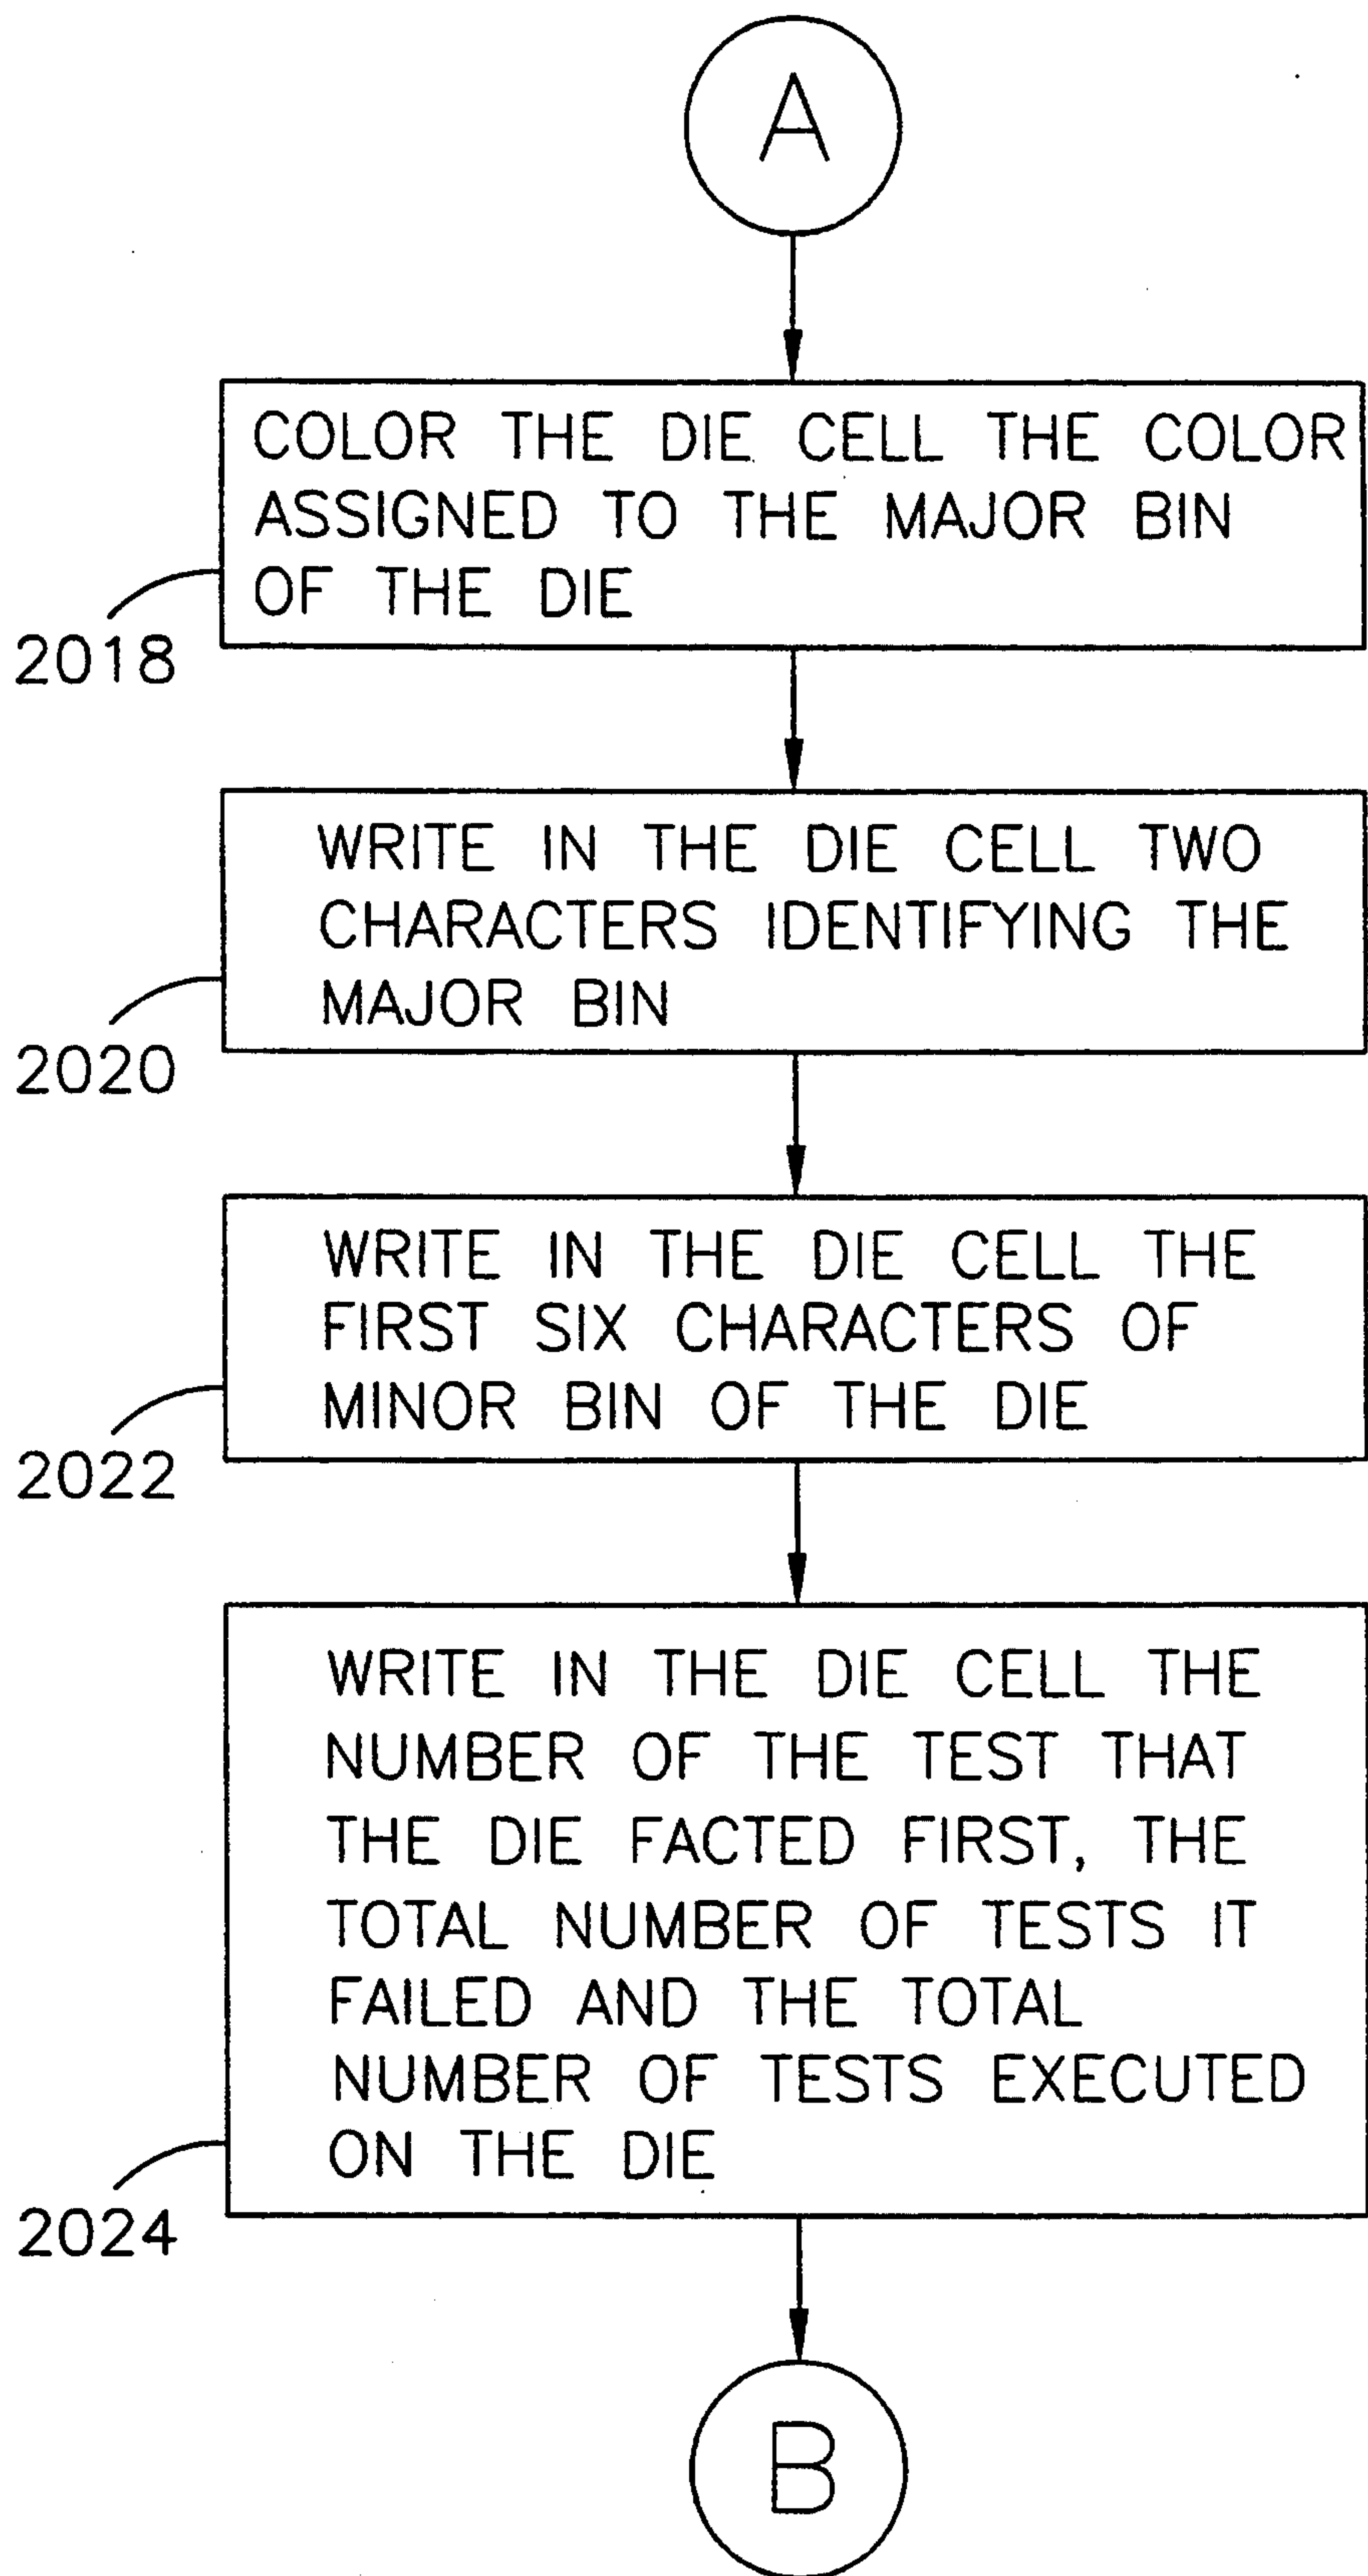 A
COLOR THE DIE CELL THE COLOR
ASSIGNED TO THE MAJOR BIN
OF THE DIE
2018
WRITE IN THE DIE CELL TWO
CHARACTERS IDENTIFYING THE
MAJOR BIN
2020
WRITE IN THE DIE CELL THE
FIRST SIX CHARACTERS OF
MINOR BIN OF THE DIE
2022
WRITE IN THE DIE CELL THE
NUMBER OF THE TEST THAT
THE DIE FACTED FIRST, THE
TOTAL NUMBER OF TESTS IT
FAILED AND THE TOTAL
NUMBER OF TESTS EXECUTED
ON THE DIE
2024
B